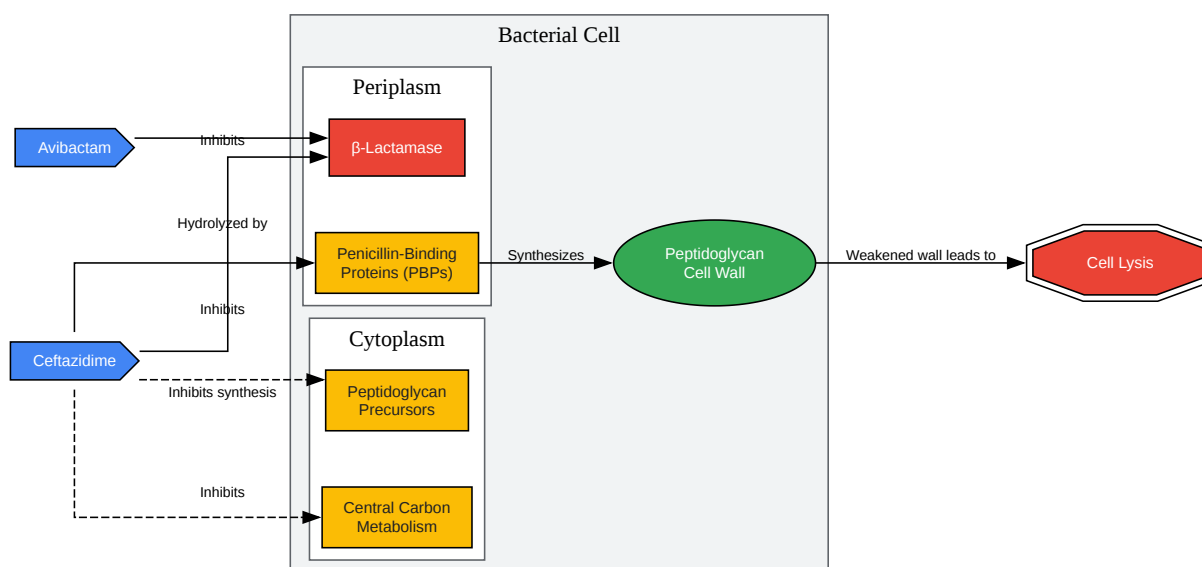 Bacterial Cell
Periplasm
Avibactam
Inhibits
β-Lactamase
Hydrolyzed by
Penicillin-Binding
Proteins (PBPs)
Synthesizes
Peptidoglycan
Cell Wall
Weakened wall leads to
Cell Lysis
Inhibits
Cytoplasm
Ceftazidime
Inhibits synthesis
Peptidoglycan
Precursors
Inhibits
Central Carbon
Metabolism